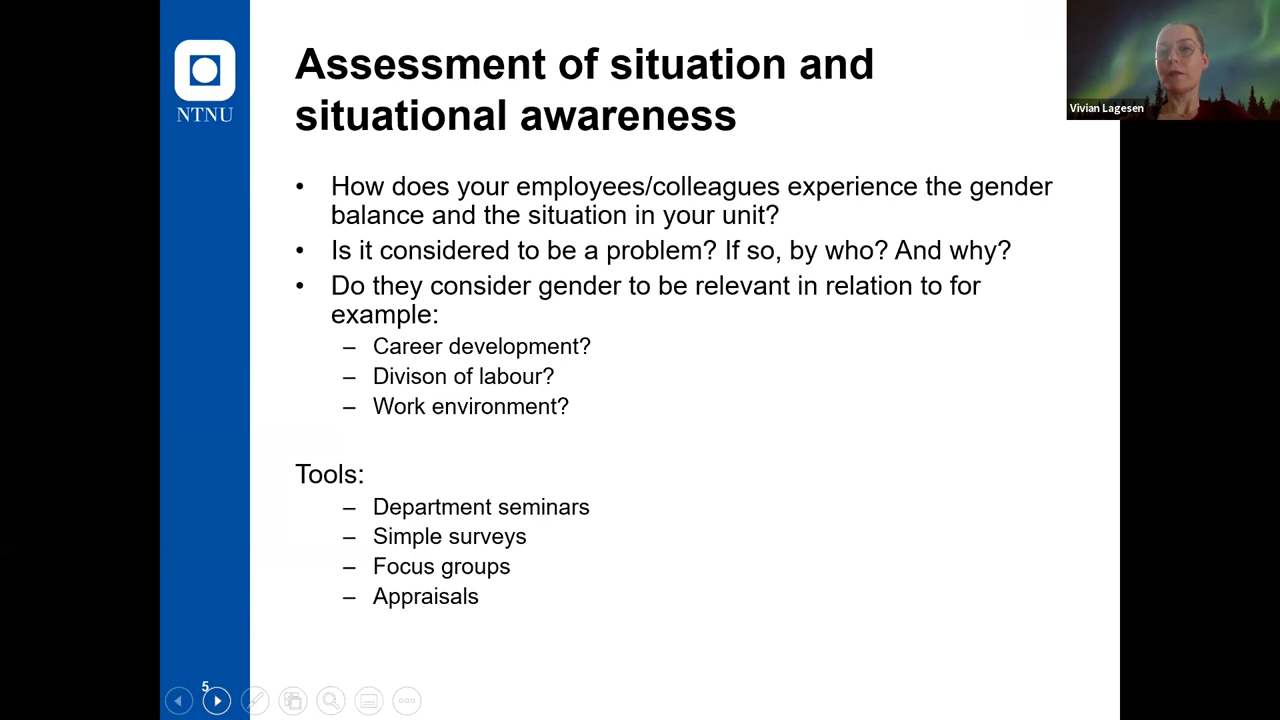 Assessment of situation and
situational awareness
NTNU
Vivian Lagesen
• How does your employees/colleagues experience the gender
balance and the situation in your unit?
• Is it considered to be a problem? If so, by who? And why?
• Do they consider gender to be relevant in relation to for
example:
– Career development?
– Divison of labour?
– Work environment?
Tools:
– Department seminars
– Simple surveys
– Focus groups
– Appraisals
5